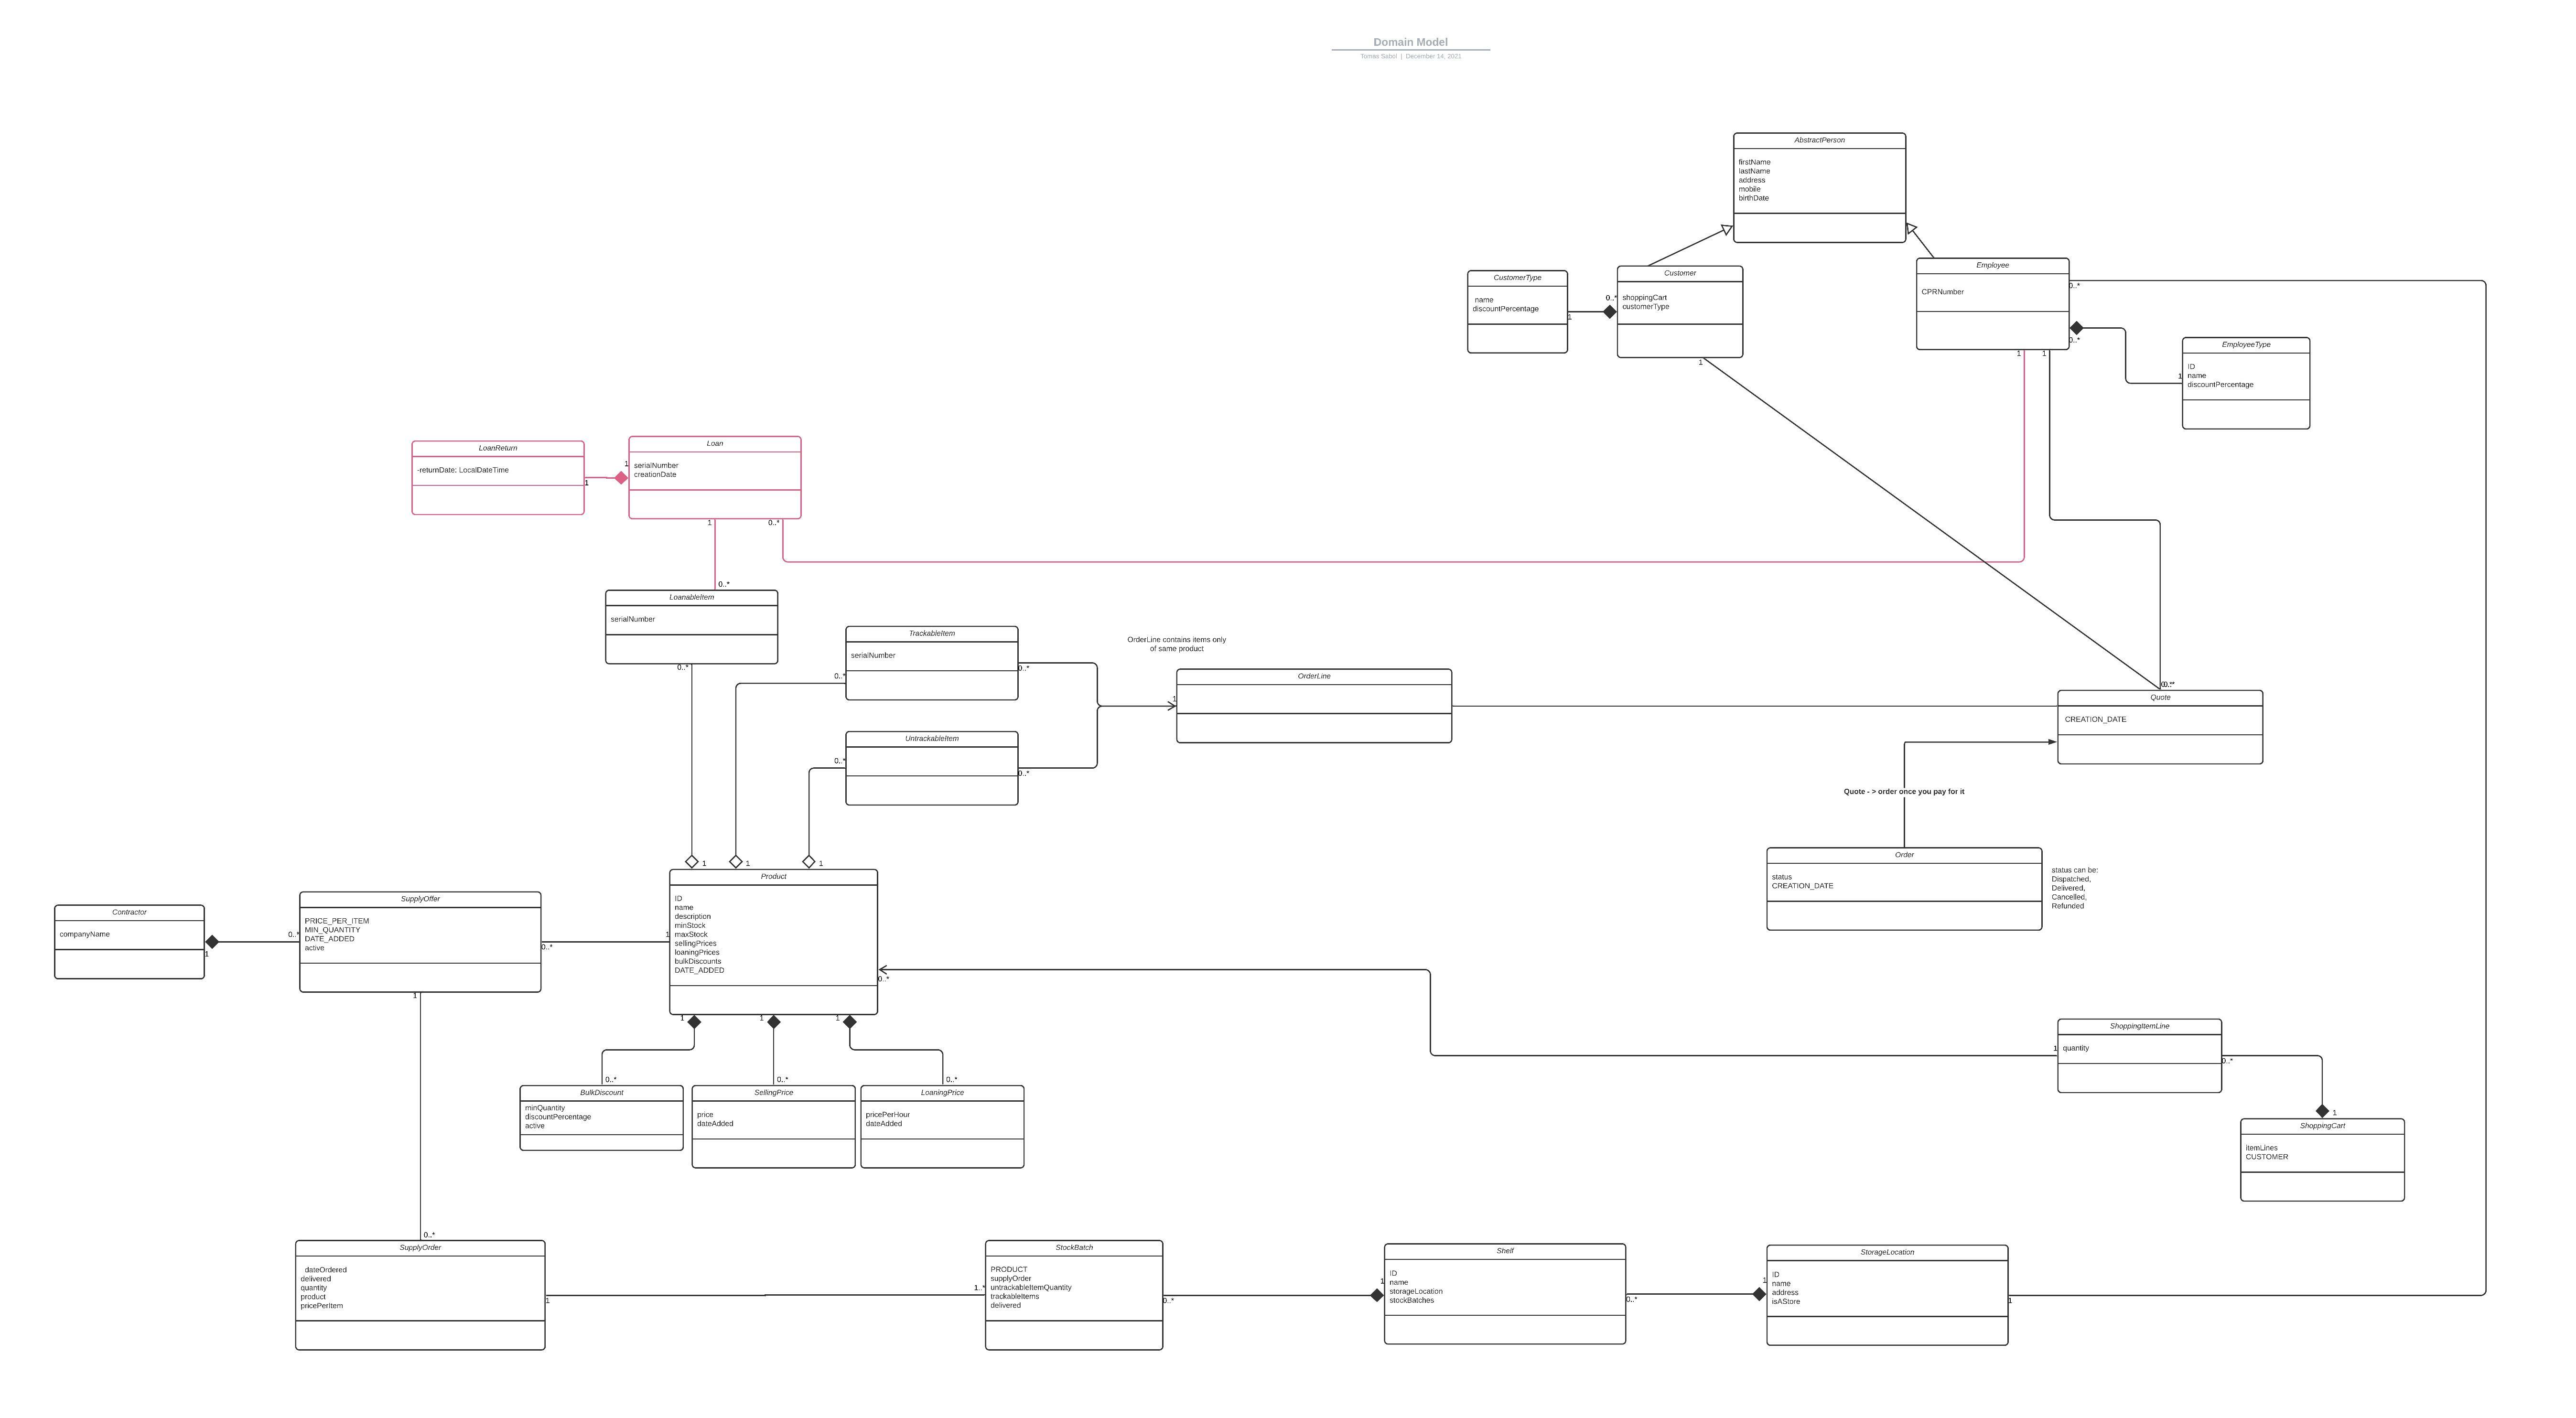 Domain Model
Tomas Sabol | December 14, 2021
AbstractPerson
firstName
lastName
address
mobile
birthDate
CustomerType
name
discountPercentage
1
0..*
Customer
shoppingCart
customerType
1
Employee
CPRNumber
0..*
0..*
1
1
EmployeeType
ID
name
discountPercentage
1
LoanReturn
-returnDate: LocalDateTime
1
1
Loan
serialNumber
creationDate
1
0..*
0..*
LoanableItem
serialNumber
0..*
TrackableItem
serialNumber
0..*
0..*
OrderLine contains items only
of same product
OrderLine
1
UntrackableItem
0..*
0..*
0..*
0..*
Quote
CREATION_DATE
Quote - > order once you pay for it
Order
status
CREATION_DATE
status can be:
Dispatched,
Delivered,
Cancelled,
Refunded
1
1
1
Contractor
companyName
1
0..*
SupplyOffer
PRICE_PER_ITEM
MIN_QUANTITY
DATE_ADDED
active
0..*
1
1
Product
ID
name
description
minStock
maxStock
sellingPrices
loaningPrices
bulkDiscounts
DATE_ADDED
0..*
1
1
1
0..*
0..*
0..*
BulkDiscount
minQuantity
discountPercentage
active
SellingPrice
price
dateAdded
LoaningPrice
pricePerHour
dateAdded
ShoppingItemLine
1
quantity
0..*
1
ShoppingCart
itemLines
CUSTOMER
0..*
SupplyOrder
dateOrdered
delivered
quantity
product
pricePerItem
1
1..*
StockBatch
PRODUCT
supplyOrder
untrackableItemQuantity
trackableItems
delivered
0..*
1
Shelf
ID
name
storageLocation
stockBatches
0..*
1
StorageLocation
ID
name
address
isAStore
1